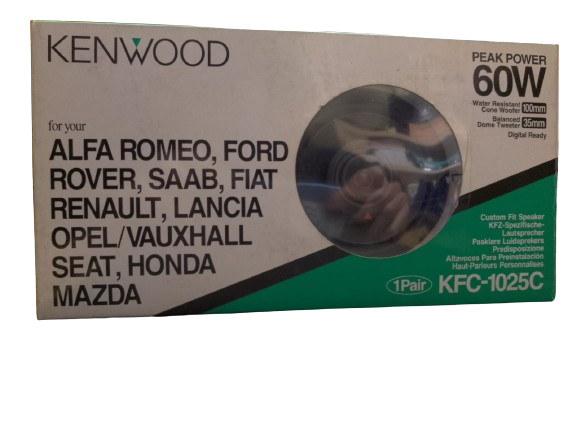 KENWOOD
for your
ALFA ROMEO, FORD
ROVER, SAAB, FIAT
RENAULT, LANCIA
OPEL/VAUXHALL
SEAT, HONDA
MAZDA
PEAK POWER
60W
Water Resistant
Cone Woofer 100mm
Balanced
Dome Tweeter 35mm
Digital Ready
Custom Fit Speaker
KFZ-Spezifische-
Lautsprecher
Pasklare Luidsprekers
Predisposizione
Altavoces Para Preinstalación
Haut-Parleurs Personnalises
1Pair KFC-1025C